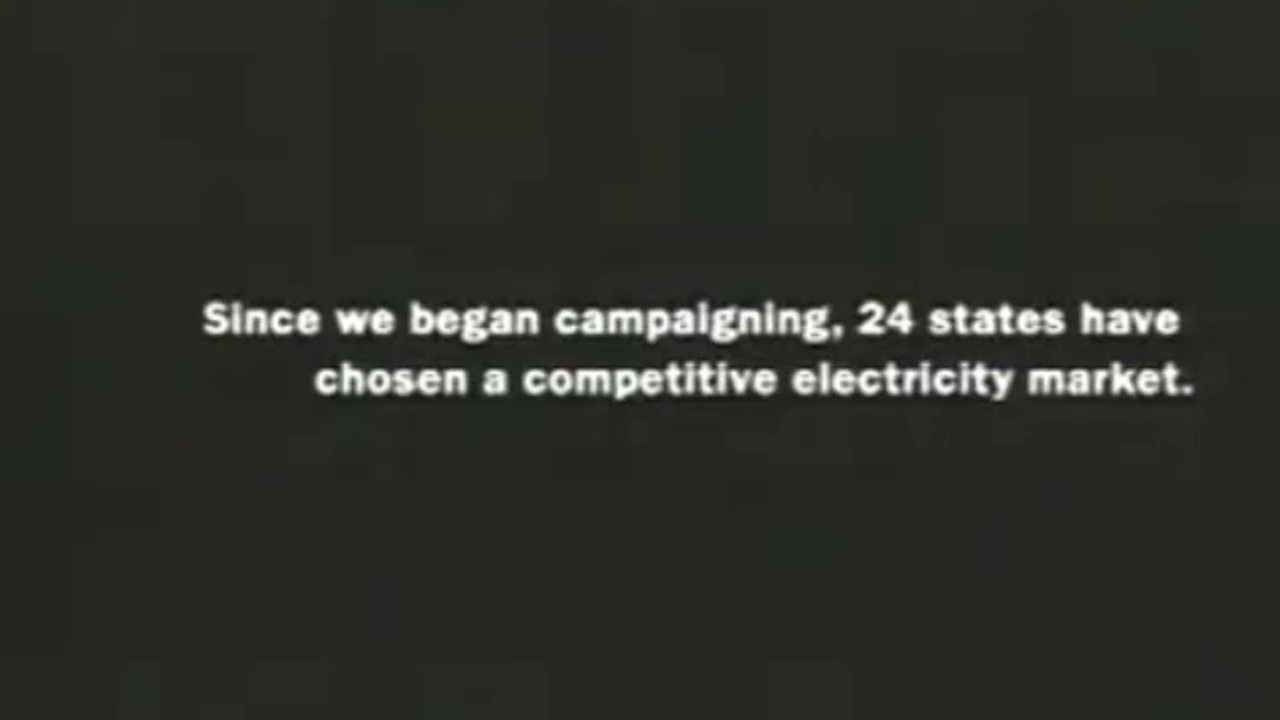 Since we began campaigning, 24 states have
chosen a competitive electricity market.